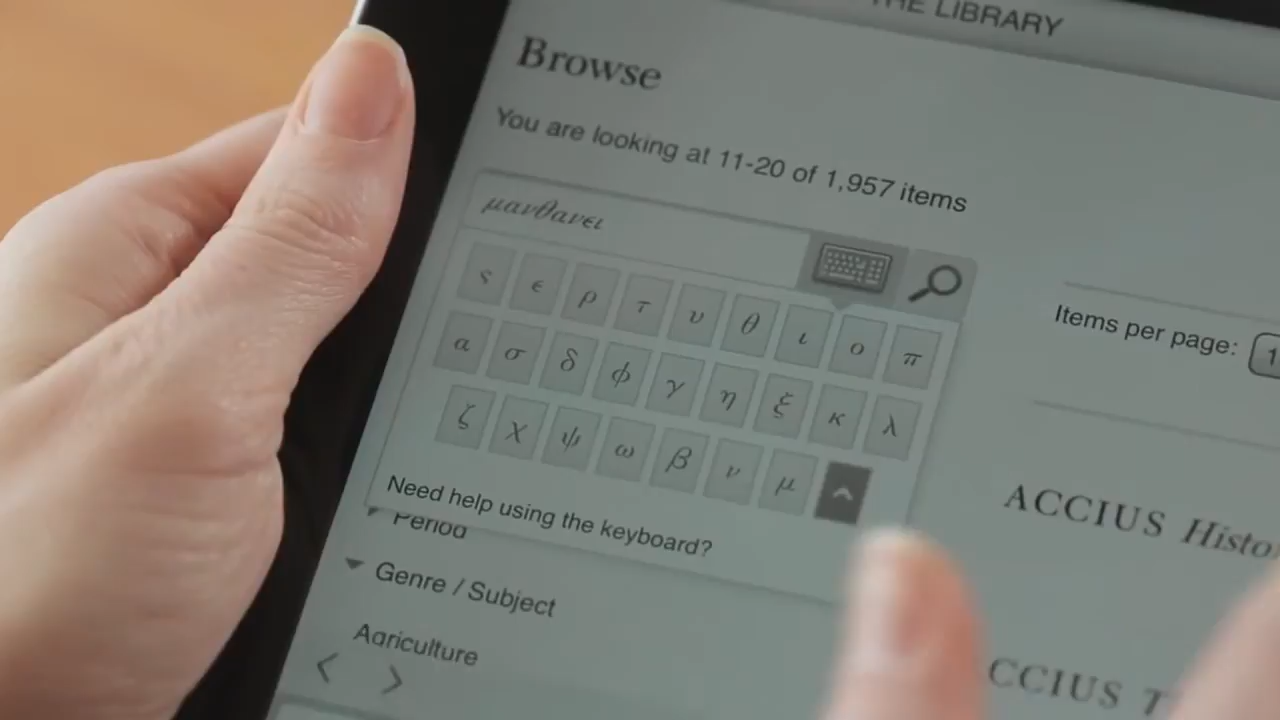 THE LIBRARY
Browse
You are looking at 11-20 of 1,957 items
μανθανει
ς ϵ ρ τ υ θ ι ο π
α σ δ ϕ γ η ξ κ λ
ζ χ ψ ω β ν μ
Need help using the keyboard?
Period
Genre / Subject
Agriculture
Items per page:
ACCIUS
CCIUS